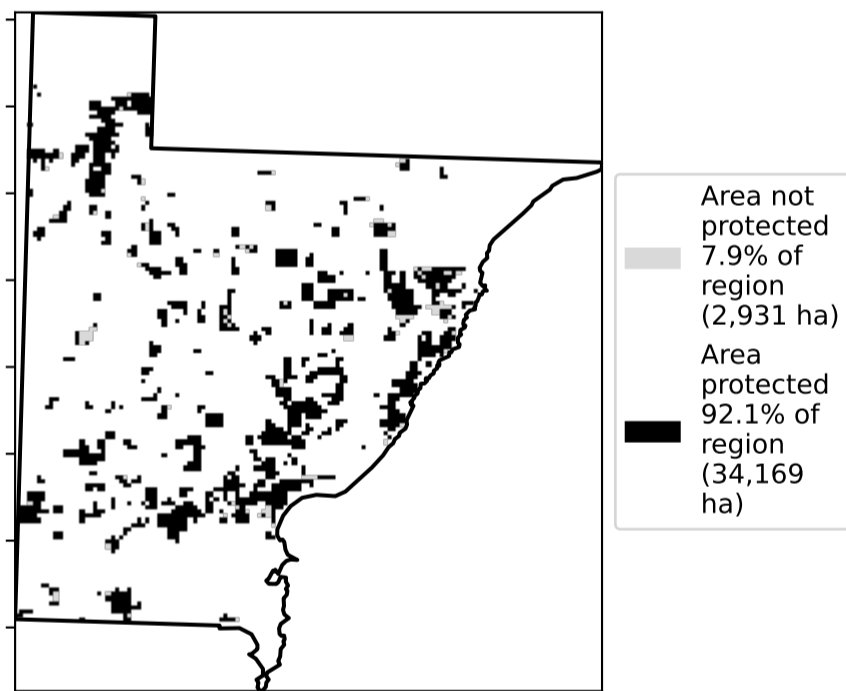 Area not
protected
7.9% of
region
(2,931 ha)
Area
protected
92.1% of
region
(34,169
ha)